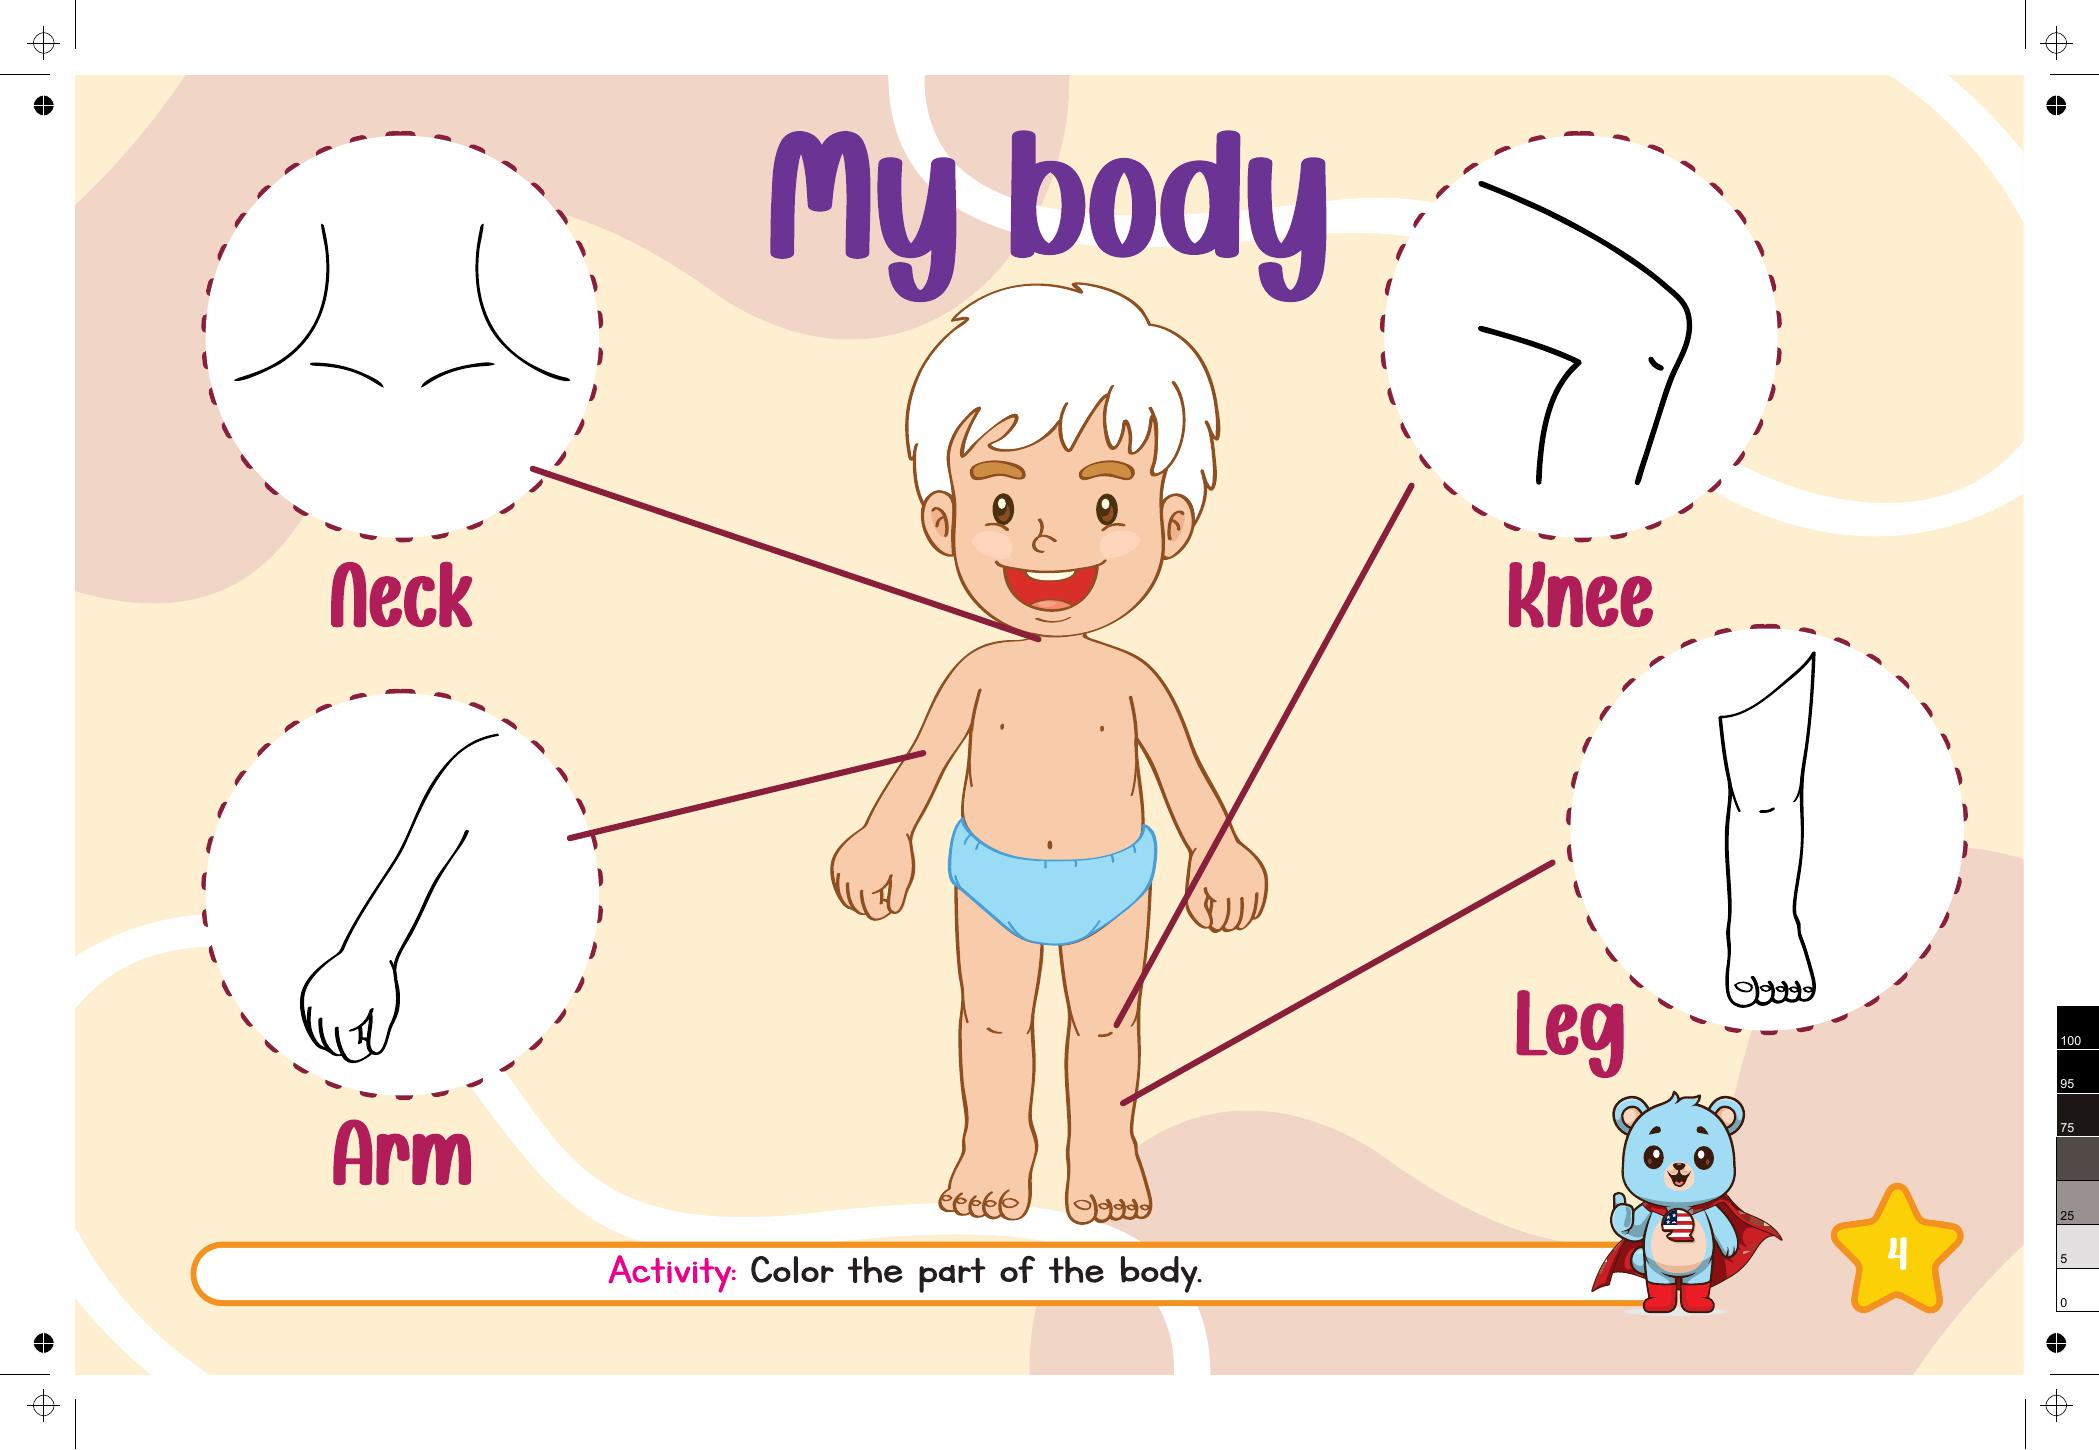 My body
Neck
Knee
Arm
Leg
Activity: Color the part of the body.
4
100
95
75
25
5
0